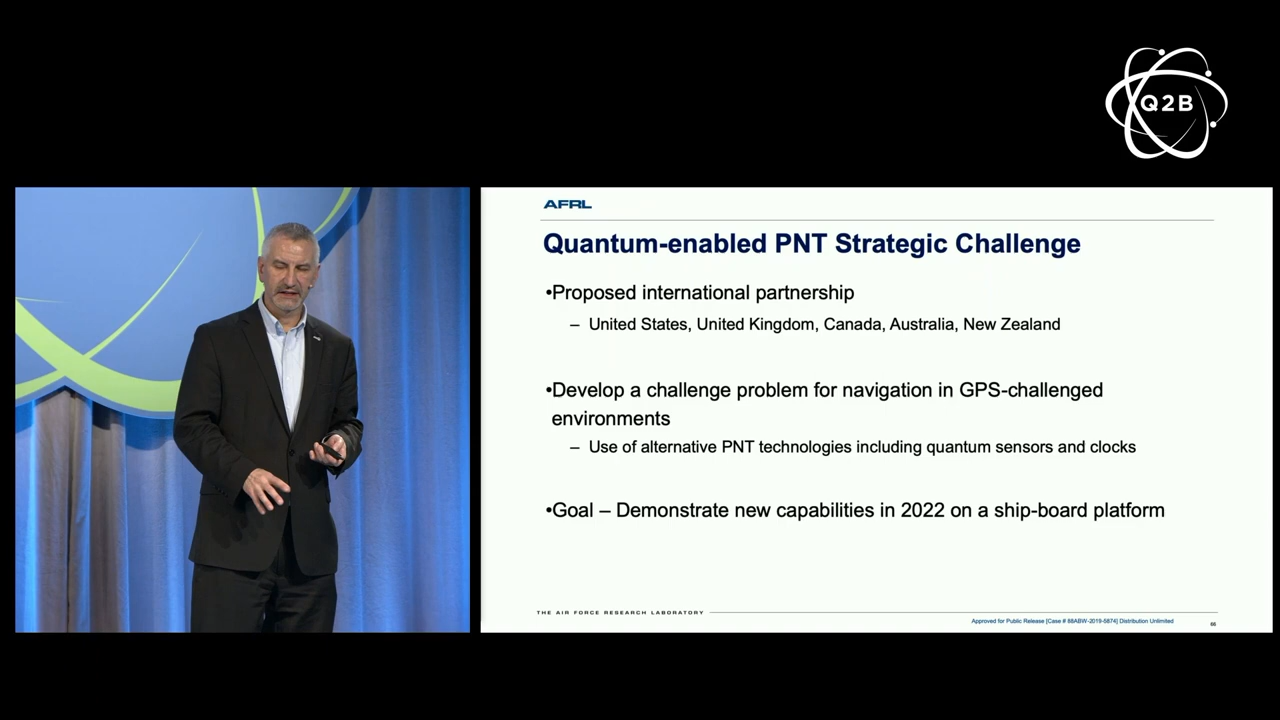 Q2B
AFRL
Quantum-enabled PNT Strategic Challenge
•Proposed international partnership
– United States, United Kingdom, Canada, Australia, New Zealand
•Develop a challenge problem for navigation in GPS-challenged
environments
– Use of alternative PNT technologies including quantum sensors and clocks
•Goal – Demonstrate new capabilities in 2022 on a ship-board platform
THE AIR FORCE RESEARCH LABORATORY
Approved for Public Release [Case # 88ABW-2019-5874] Distribution Unlimited
66